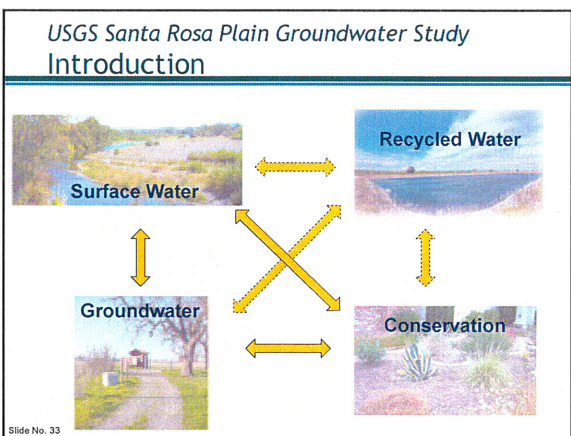 USGS Santa Rosa Plain Groundwater Study
Introduction
Surface Water
Recycled Water
Groundwater
Conservation
Slide No. 33